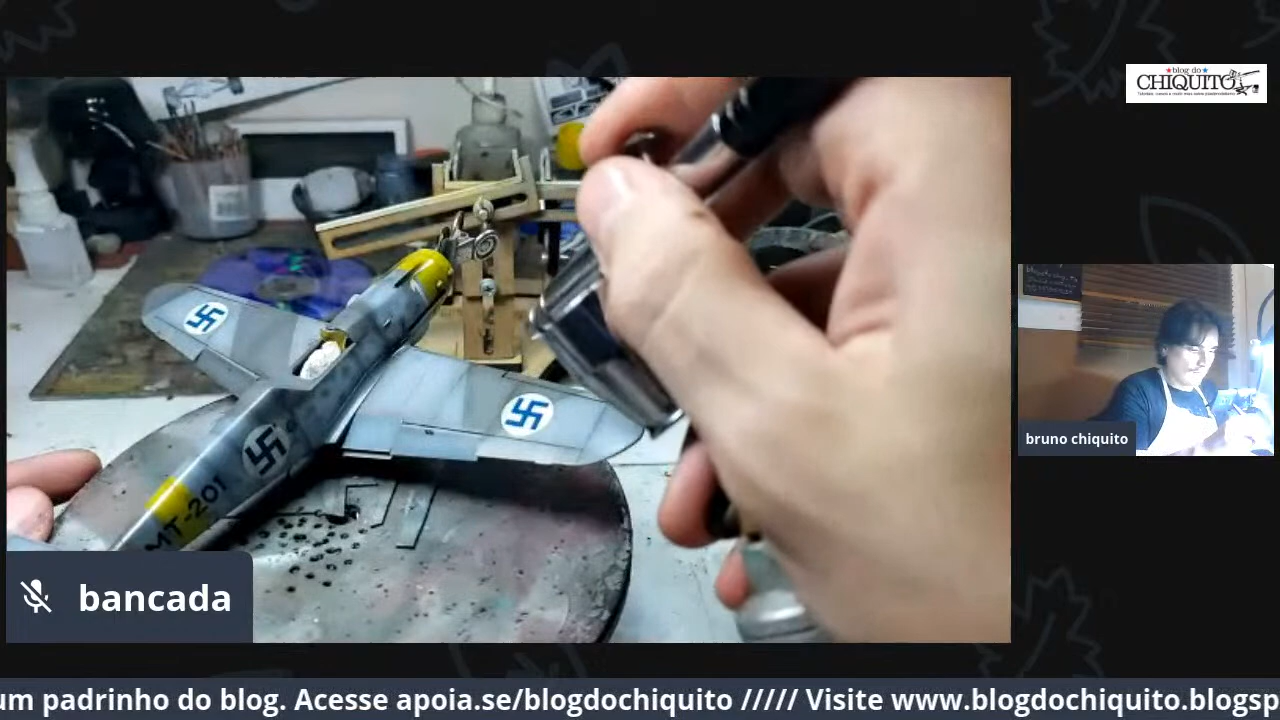 blog do
CHIQUITO
MT-201
bruno chiquito
bancada
um padrinho do blog. Acesse apoia.se/blogdochiquito ///// Visite www.blogdochiquito.blogsp